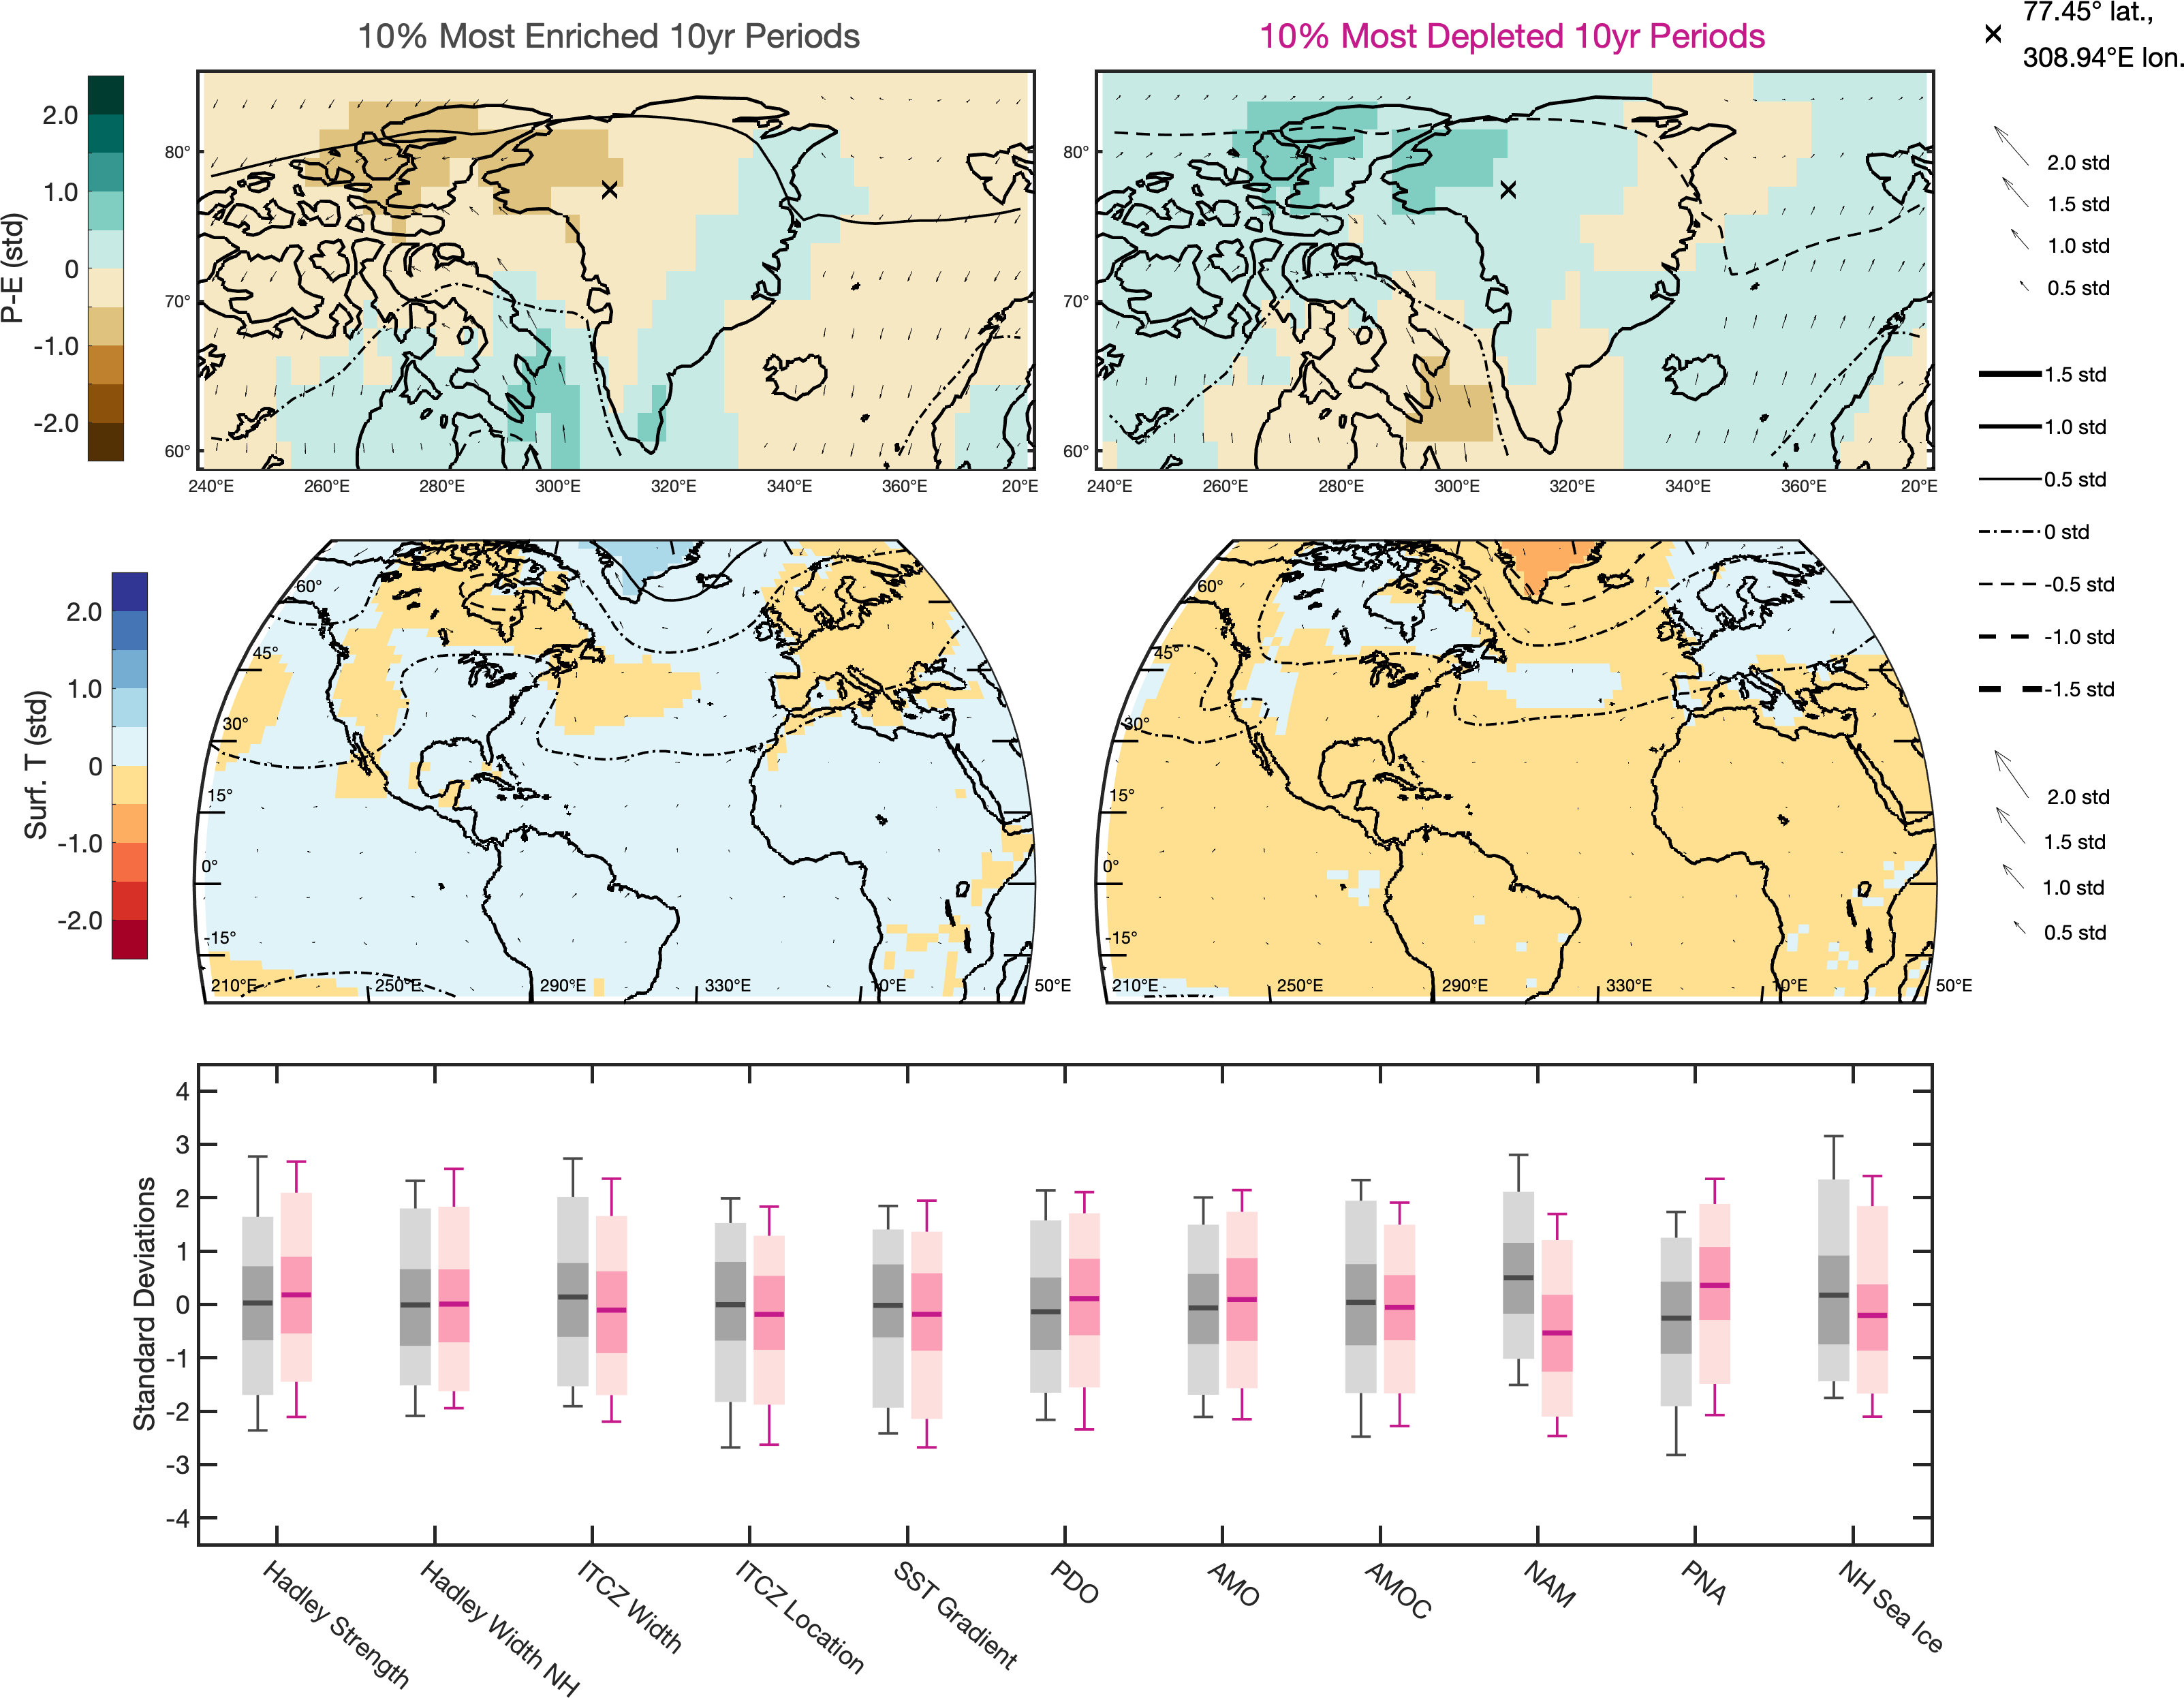 10% Most Enriched 10yr Periods
10% Most Depleted 10yr Periods
77.45° lat.,
308.94°E lon.
P-E (std)
2.0
1.0
0
-1.0
-2.0
80°
70°
60°
240°E 260°E 280°E 300°E 320°E 340°E 360°E 20°E
80°
70°
60°
240°E 260°E 280°E 300°E 320°E 340°E 360°E 20°E
2.0 std
1.5 std
1.0 std
0.5 std
1.5 std
1.0 std
0.5 std
0 std
-0.5 std
-1.0 std
-1.5 std
Surf. T (std)
2.0
1.0
0
-1.0
-2.0
60°
45°
30°
15°
0°
-15°
210°E 250°E 290°E 330°E 10°E 50°E
60°
45°
30°
15°
0°
-15°
210°E 250°E 290°E 330°E 10°E 50°E
2.0 std
1.5 std
1.0 std
0.5 std
Standard Deviations
4
3
2
1
0
-1
-2
-3
-4
Hadley Strength
Hadley Width NH
ITCZ Width
ITCZ Location
SST Gradient
PDO
AMO
AMOC
NAM
PNA
NH Sea Ice